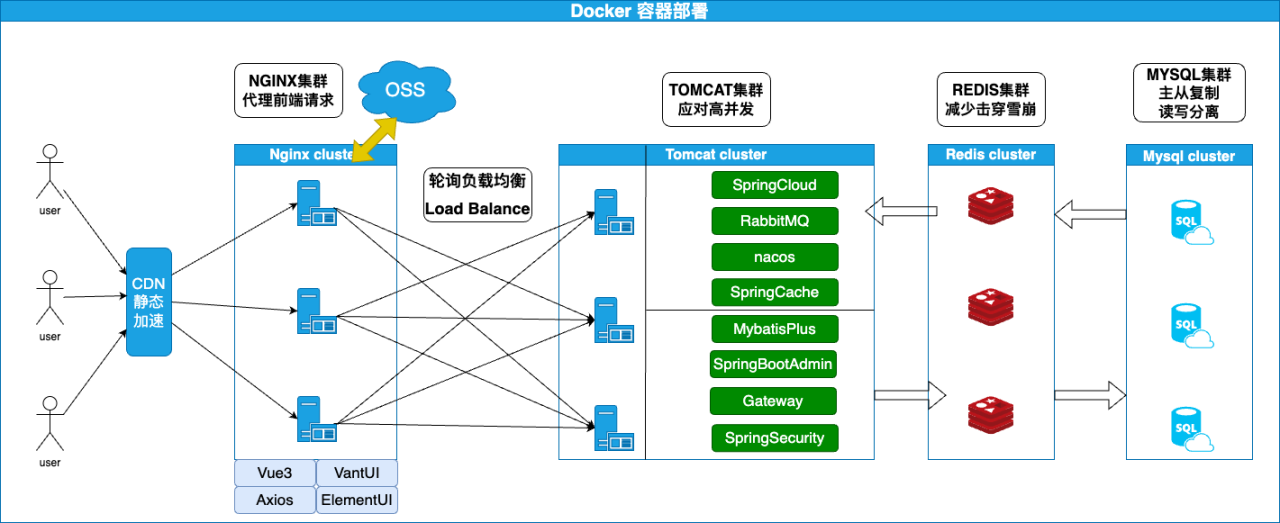 Docker 容器部署
NGINX集群
代理前端请求
OSS
TOMCAT集群
应对高并发
REDIS集群
减少击穿雪崩
MYSQL集群
主从复制
读写分离
user
user
user
CDN
静态
加速
Nginx cluste
轮询负载均衡
Load Balance
Tomcat cluster
SpringCloud
RabbitMQ
nacos
SpringCache
MybatisPlus
SpringBootAdmin
Gateway
SpringSecurity
Redis cluster
Mysql cluster
SQL
SQL
SQL
Vue3
VantUI
Axios
ElementUI